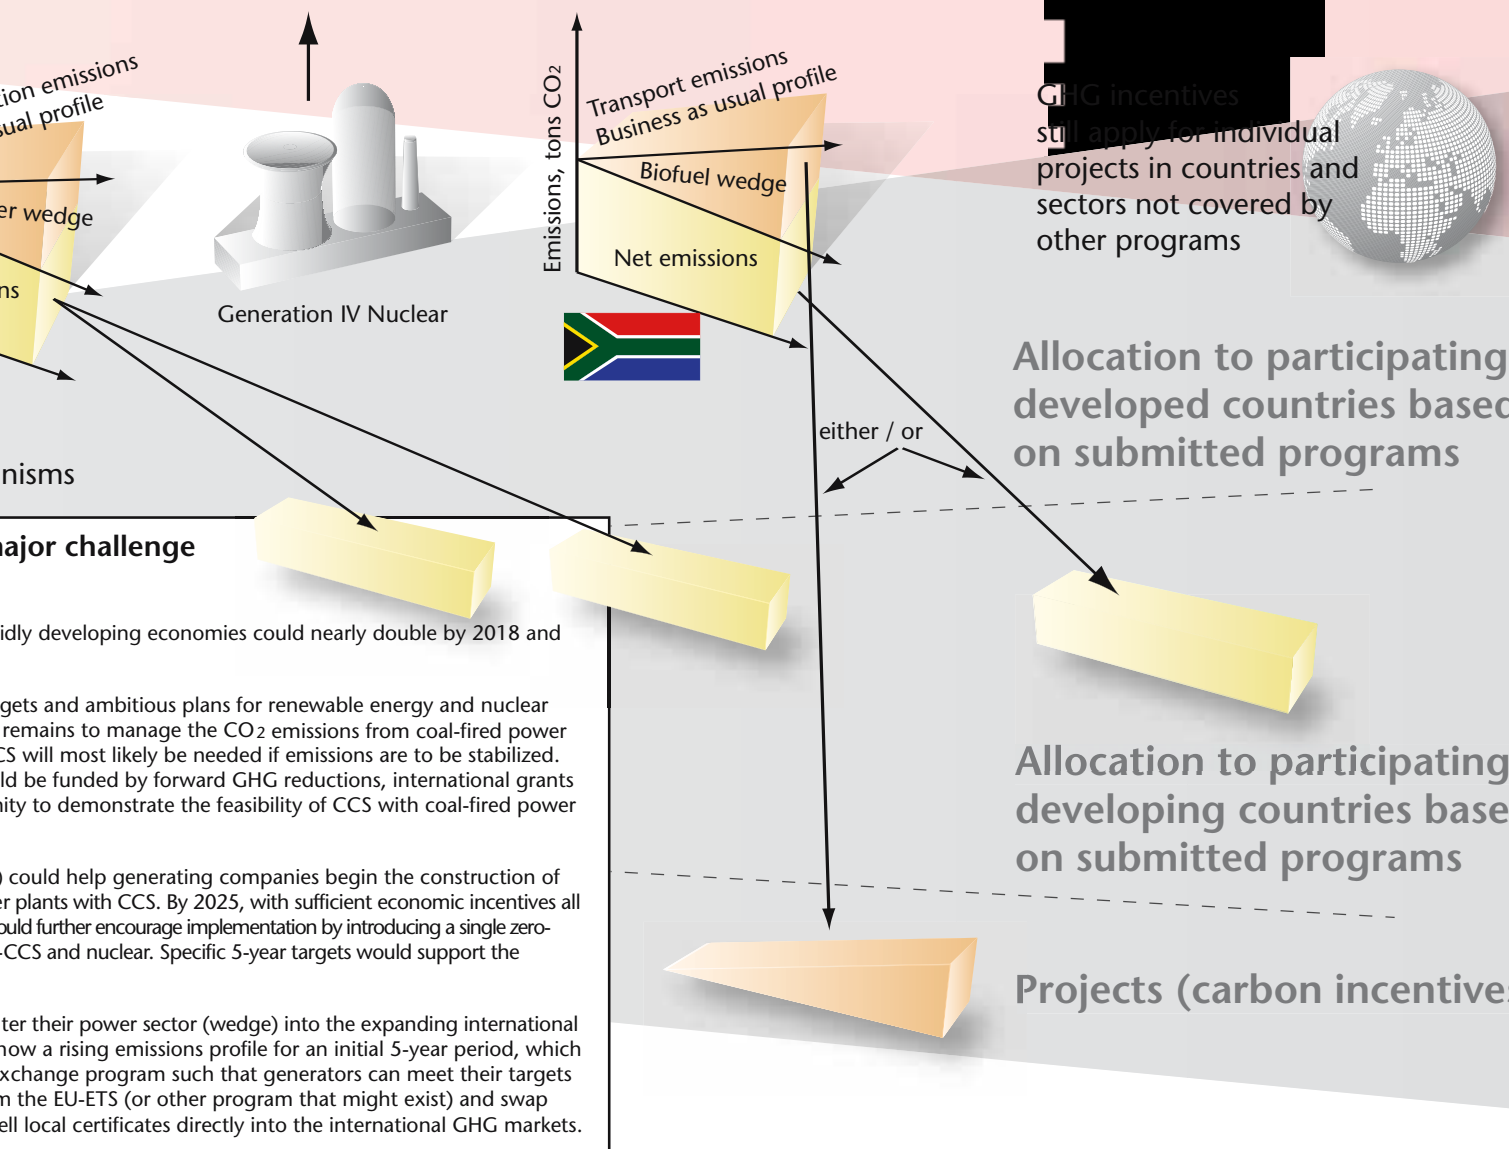 tion emissions
sual profile
er wedge
ns
Generation IV Nuclear
Emissions, tons CO2
Transport emissions
Business as usual profile
Biofuel wedge
Net emissions
GHG incentives
still apply for individual
projects in countries and
sectors not covered by
other programs
Allocation to participating
developed countries based
on submitted programs
either / or
nisms
major challenge
idly developing economies could nearly double by 2018 and
gets and ambitious plans for renewable energy and nuclear
remains to manage the CO2 emissions from coal-fired power
CS will most likely be needed if emissions are to be stabilized.
ld be funded by forward GHG reductions, international grants
nity to demonstrate the feasibility of CCS with coal-fired power
) could help generating companies begin the construction of
er plants with CCS. By 2025, with sufficient economic incentives all
ould further encourage implementation by introducing a single zero-
-CCS and nuclear. Specific 5-year targets would support the
ter their power sector (wedge) into the expanding international
how a rising emissions profile for an initial 5-year period, which
exchange program such that generators can meet their targets
m the EU-ETS (or other program that might exist) and swap
ell local certificates directly into the international GHG markets.
Allocation to participating
developing countries base
on submitted programs
Projects (carbon incentives